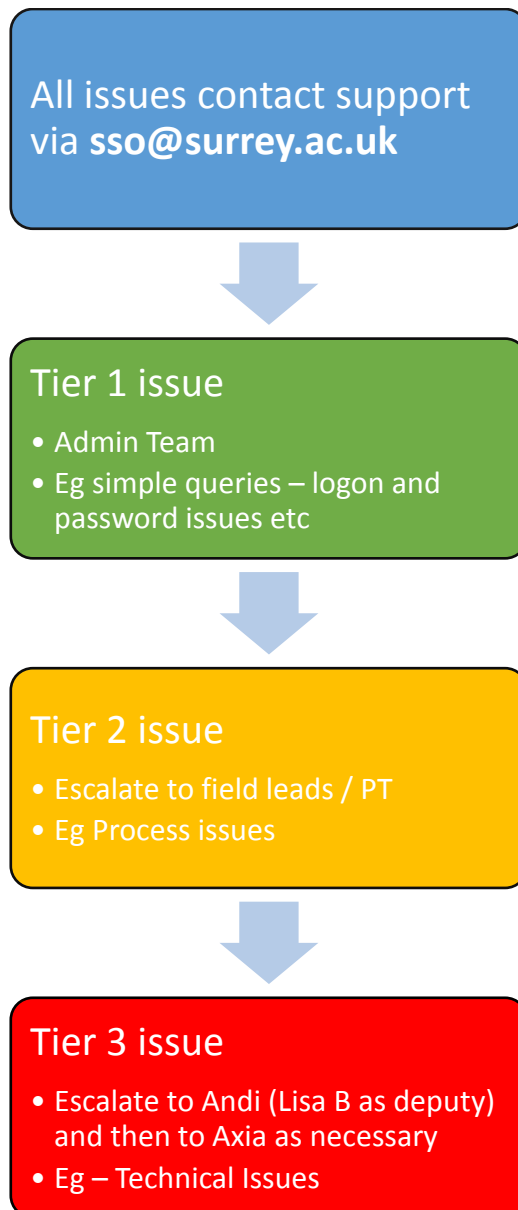 All issues contact support
via sso@surrey.ac.uk
Tier 1 issue
• Admin Team
• Eg simple queries – logon and
password issues etc
Tier 2 issue
• Escalate to field leads / PT
• Eg Process issues
Tier 3 issue
• Escalate to Andi (Lisa B as deputy)
and then to Axia as necessary
• Eg – Technical Issues